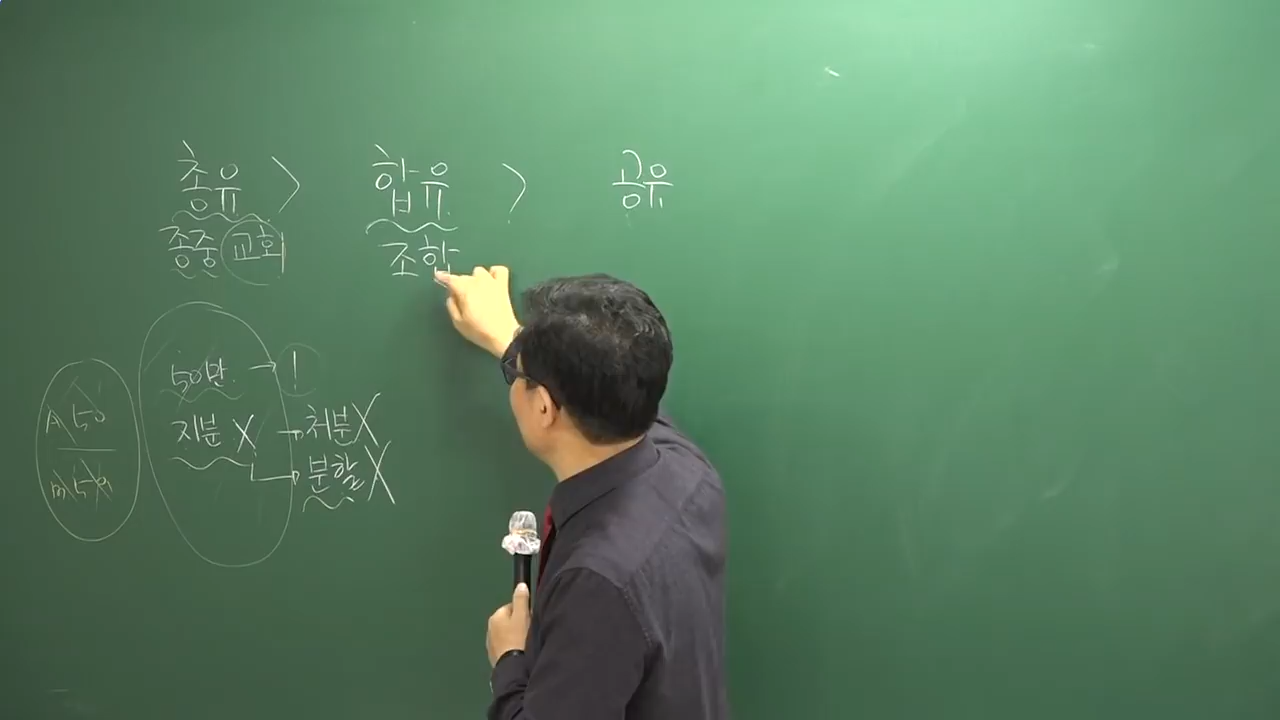 총유 > 합유 > 공유
종중 교회 조합
50만 → !
지분 X → 처분 X
→ 분할 X
A 50